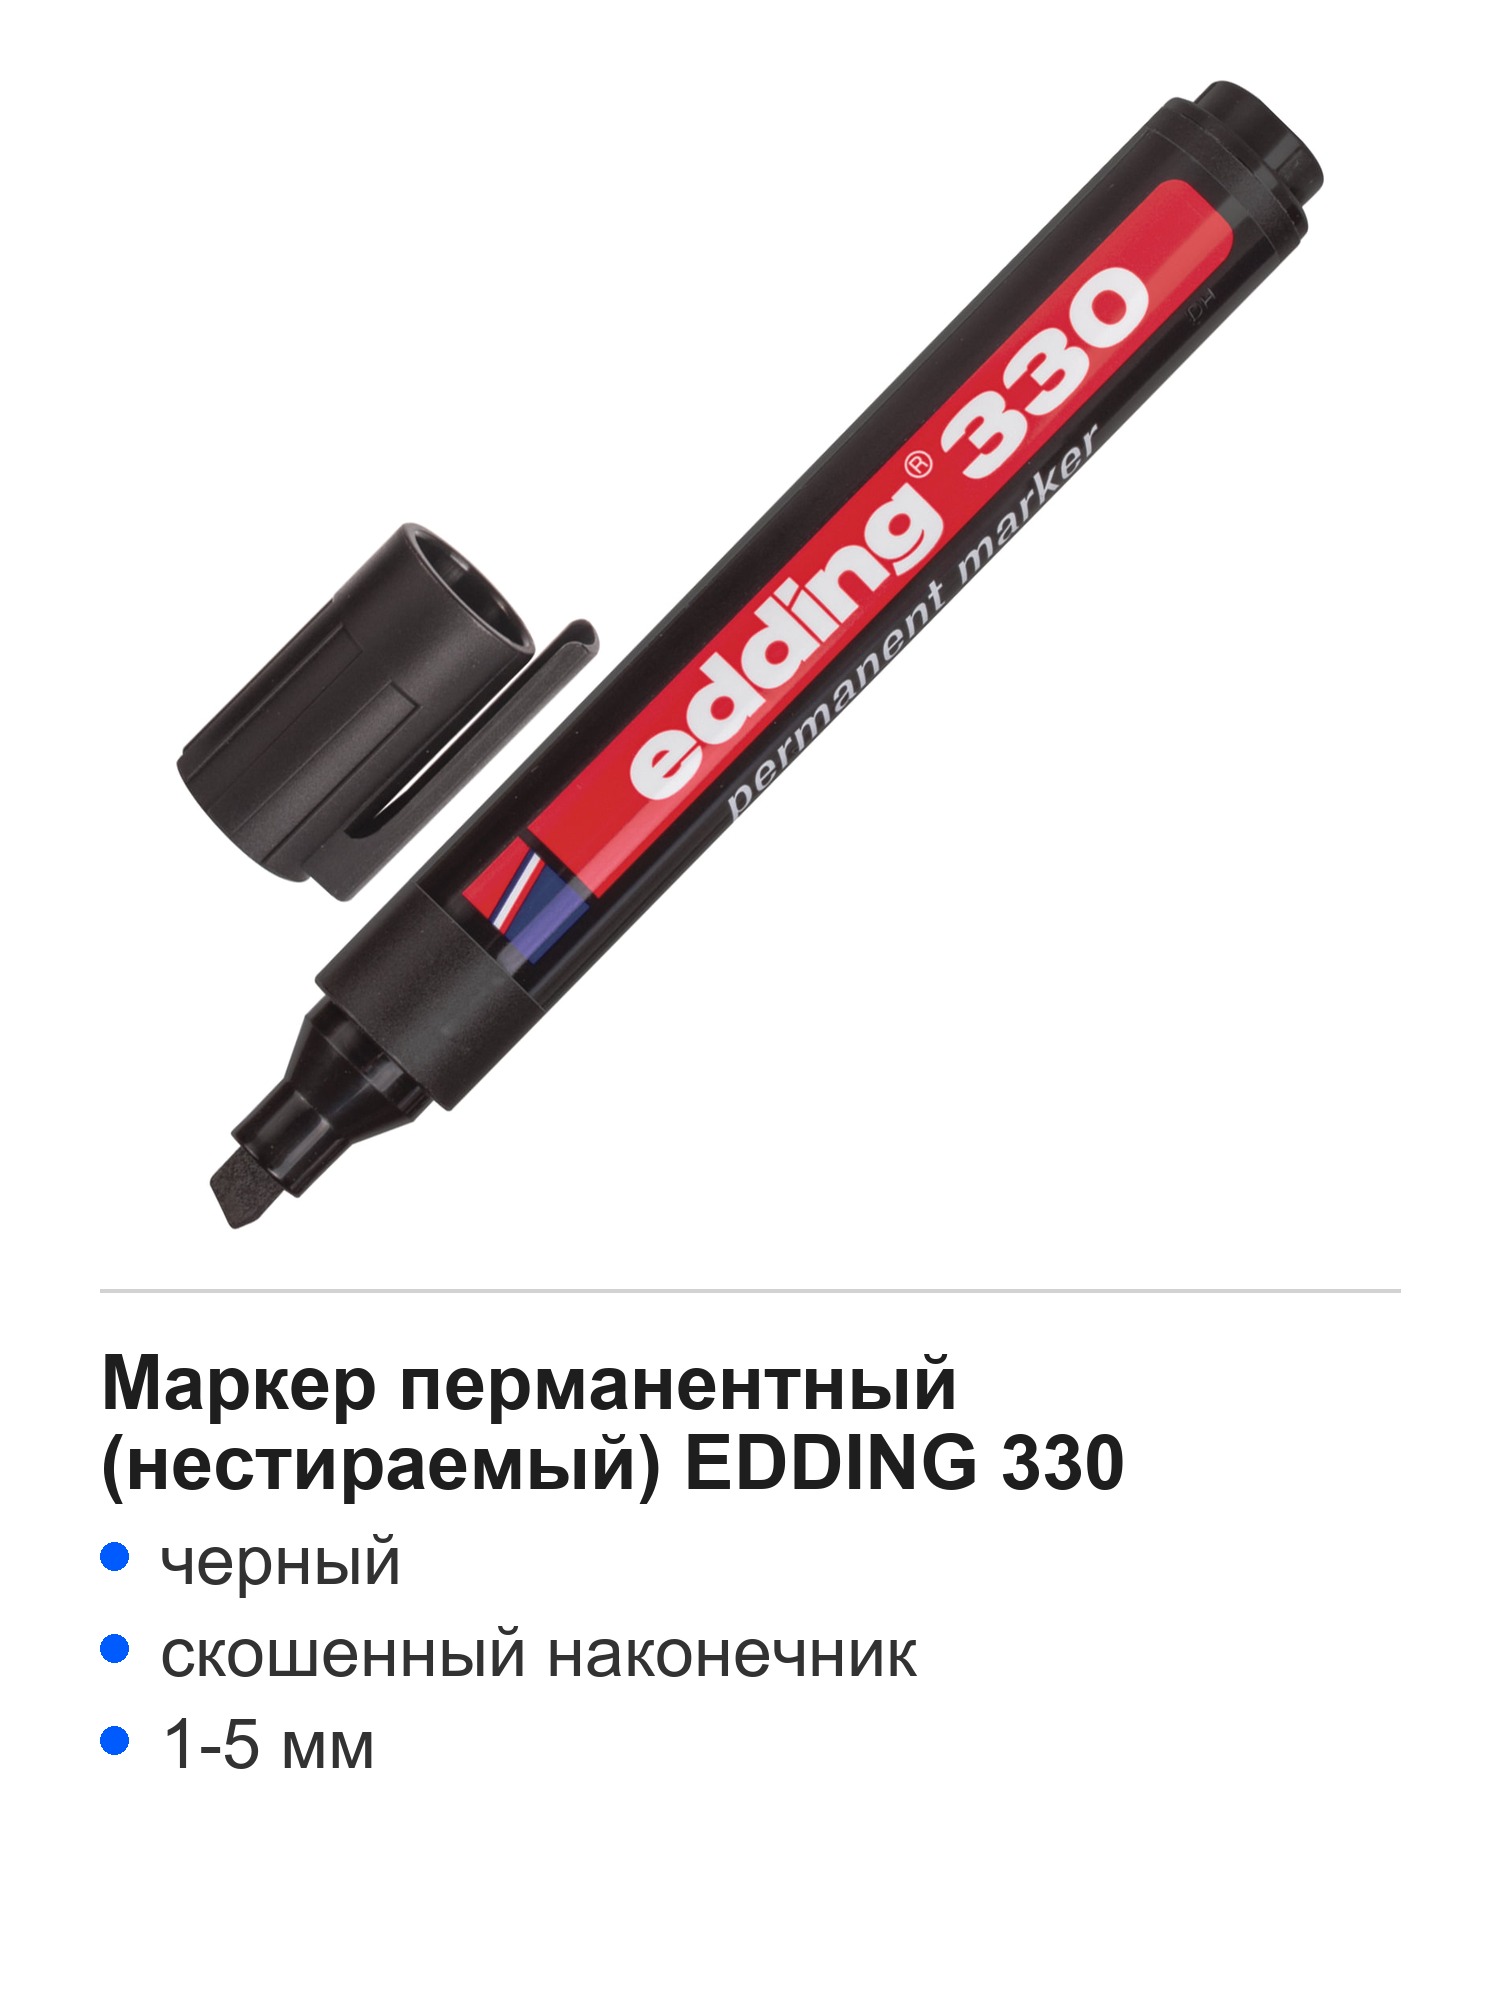 edding® 330
permanent marker
Маркер перманентный
(нестираемый) EDDING 330
черный
скошенный наконечник
1-5 мм